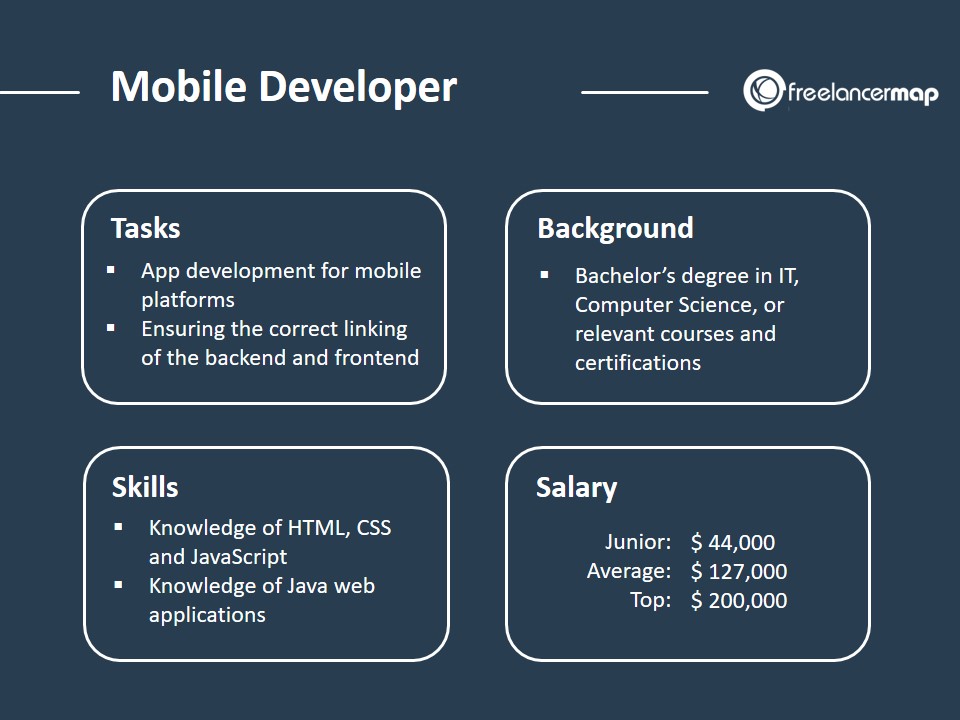 Mobile Developer
freelancermap
Tasks
▪ App development for mobile
platforms
▪ Ensuring the correct linking
of the backend and frontend
Background
▪ Bachelor’s degree in IT,
Computer Science, or
relevant courses and
certifications
Skills
▪ Knowledge of HTML, CSS
and JavaScript
▪ Knowledge of Java web
applications
Salary
Junior: $ 44,000
Average: $ 127,000
Top: $ 200,000